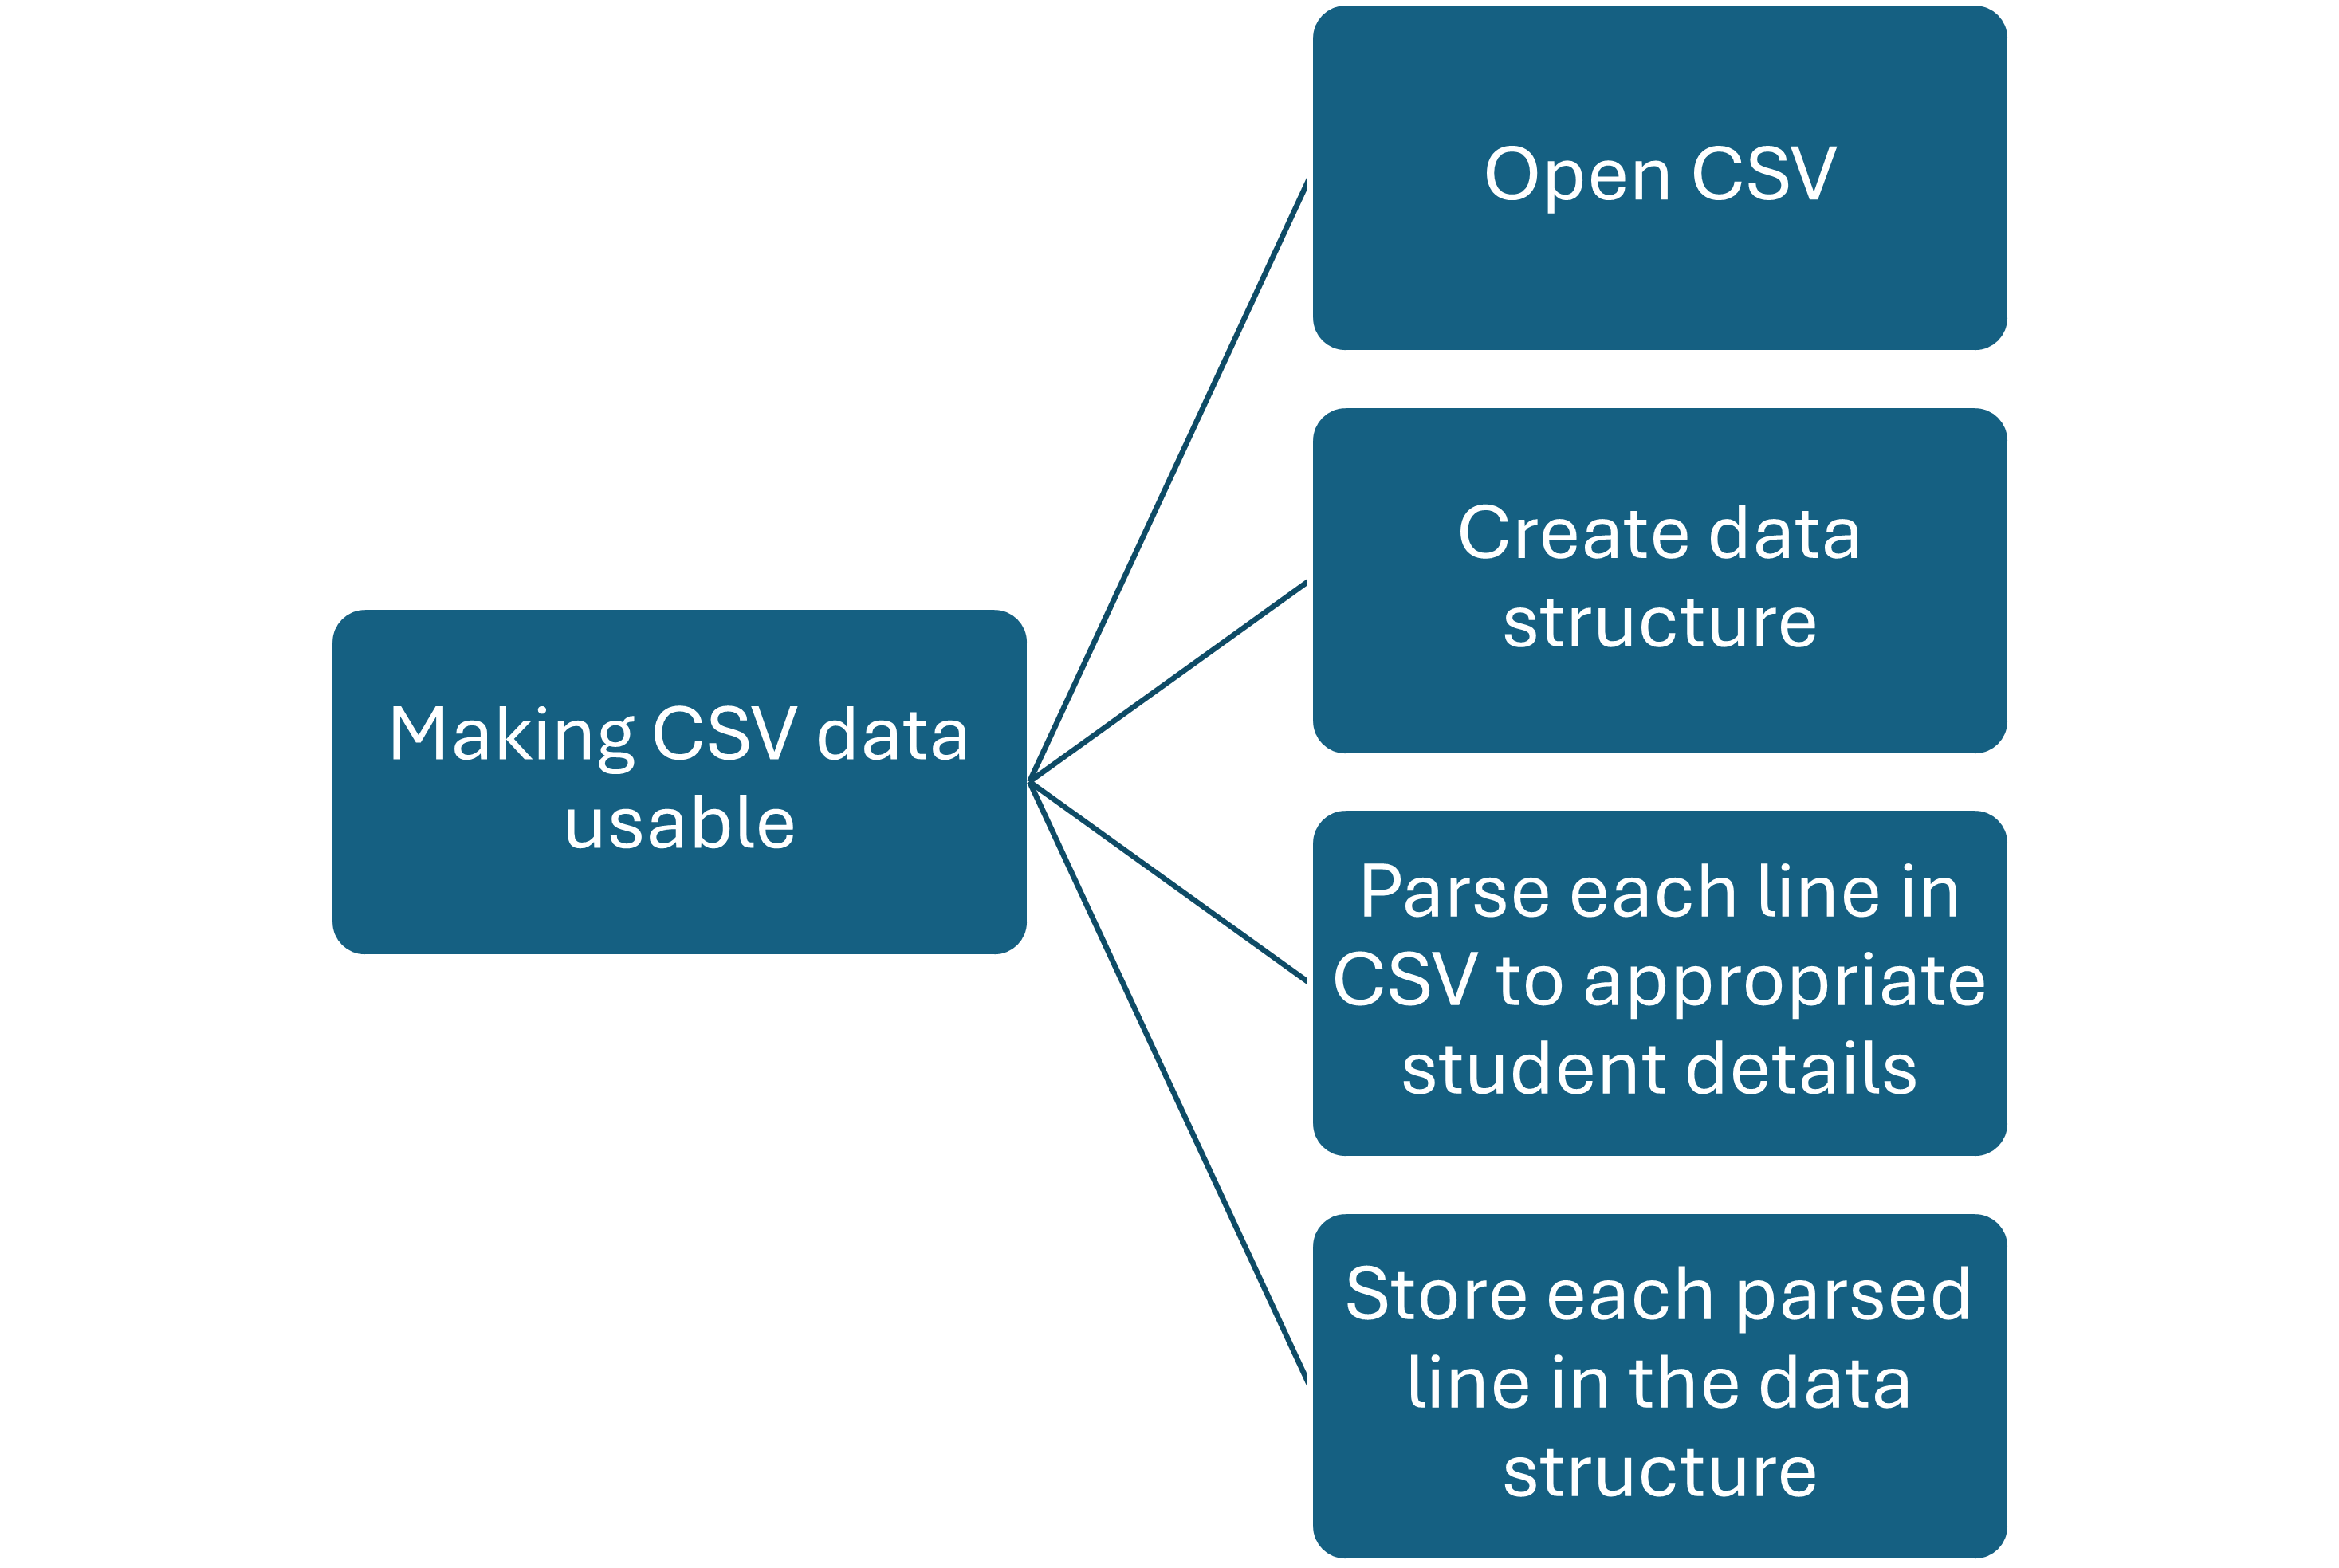 Open CSV
Create data
structure
Making CSV data
usable
Parse each line in
CSV to appropriate
student details
Store each parsed
line in the data
structure